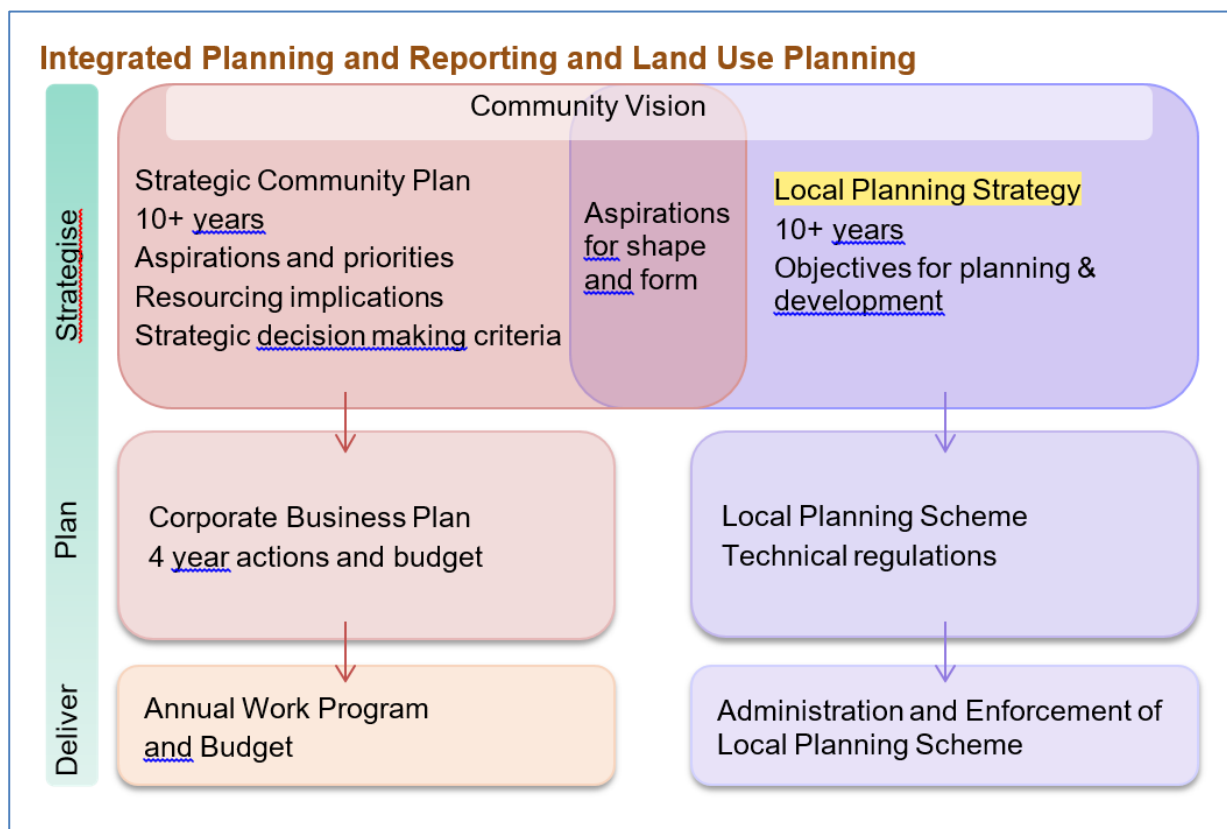 Integrated Planning and Reporting and Land Use Planning
Community Vision
Strategise
Strategic Community Plan
10+ years
Aspirations and priorities
Resourcing implications
Strategic decision making criteria
Aspirations
for shape
and form
Local Planning Strategy
10+ years
Objectives for planning &
development
Plan
Corporate Business Plan
4 year actions and budget
Local Planning Scheme
Technical regulations
Deliver
Annual Work Program
and Budget
Administration and Enforcement of
Local Planning Scheme